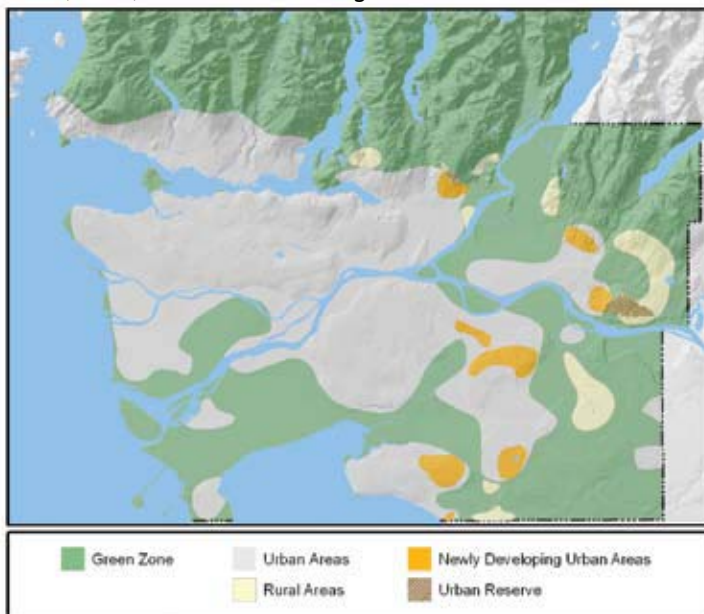 Green Zone
Urban Areas
Newly Developing Urban Areas
Rural Areas
Urban Reserve